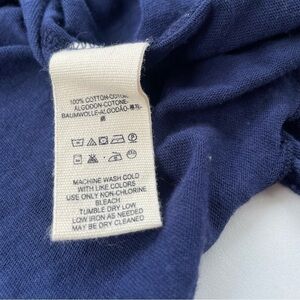 100% COTTON-COTON
ALGODON-COTONE-
BAUMWOLLE-ALGODÃO-
MACHINE WASH COLD
WITH LIKE COLORS
USE ONLY NON-CHLORINE
BLEACH
TUMBLE DRY LOW
LOW IRON AS NEEDED
MAY BE DRY CLEANED